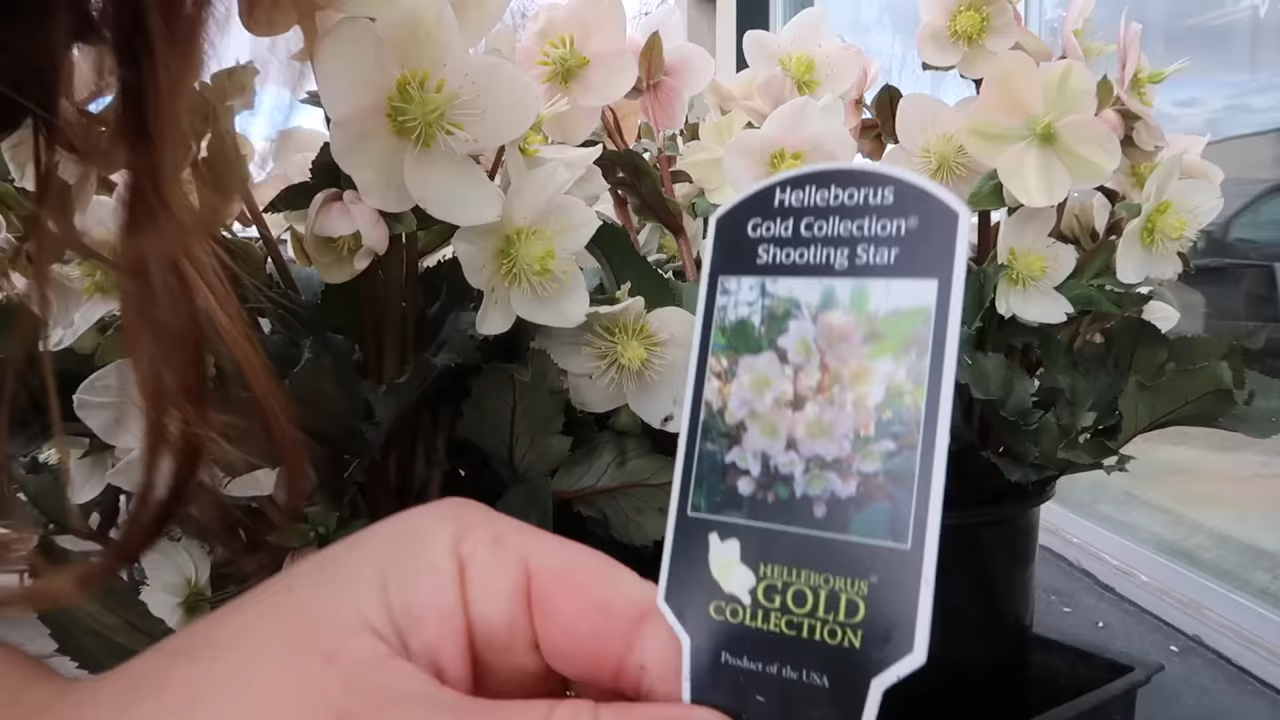 Helleborus
Gold Collection®
Shooting Star
HELLEBORUS
GOLD
COLLECTION
Product of the USA